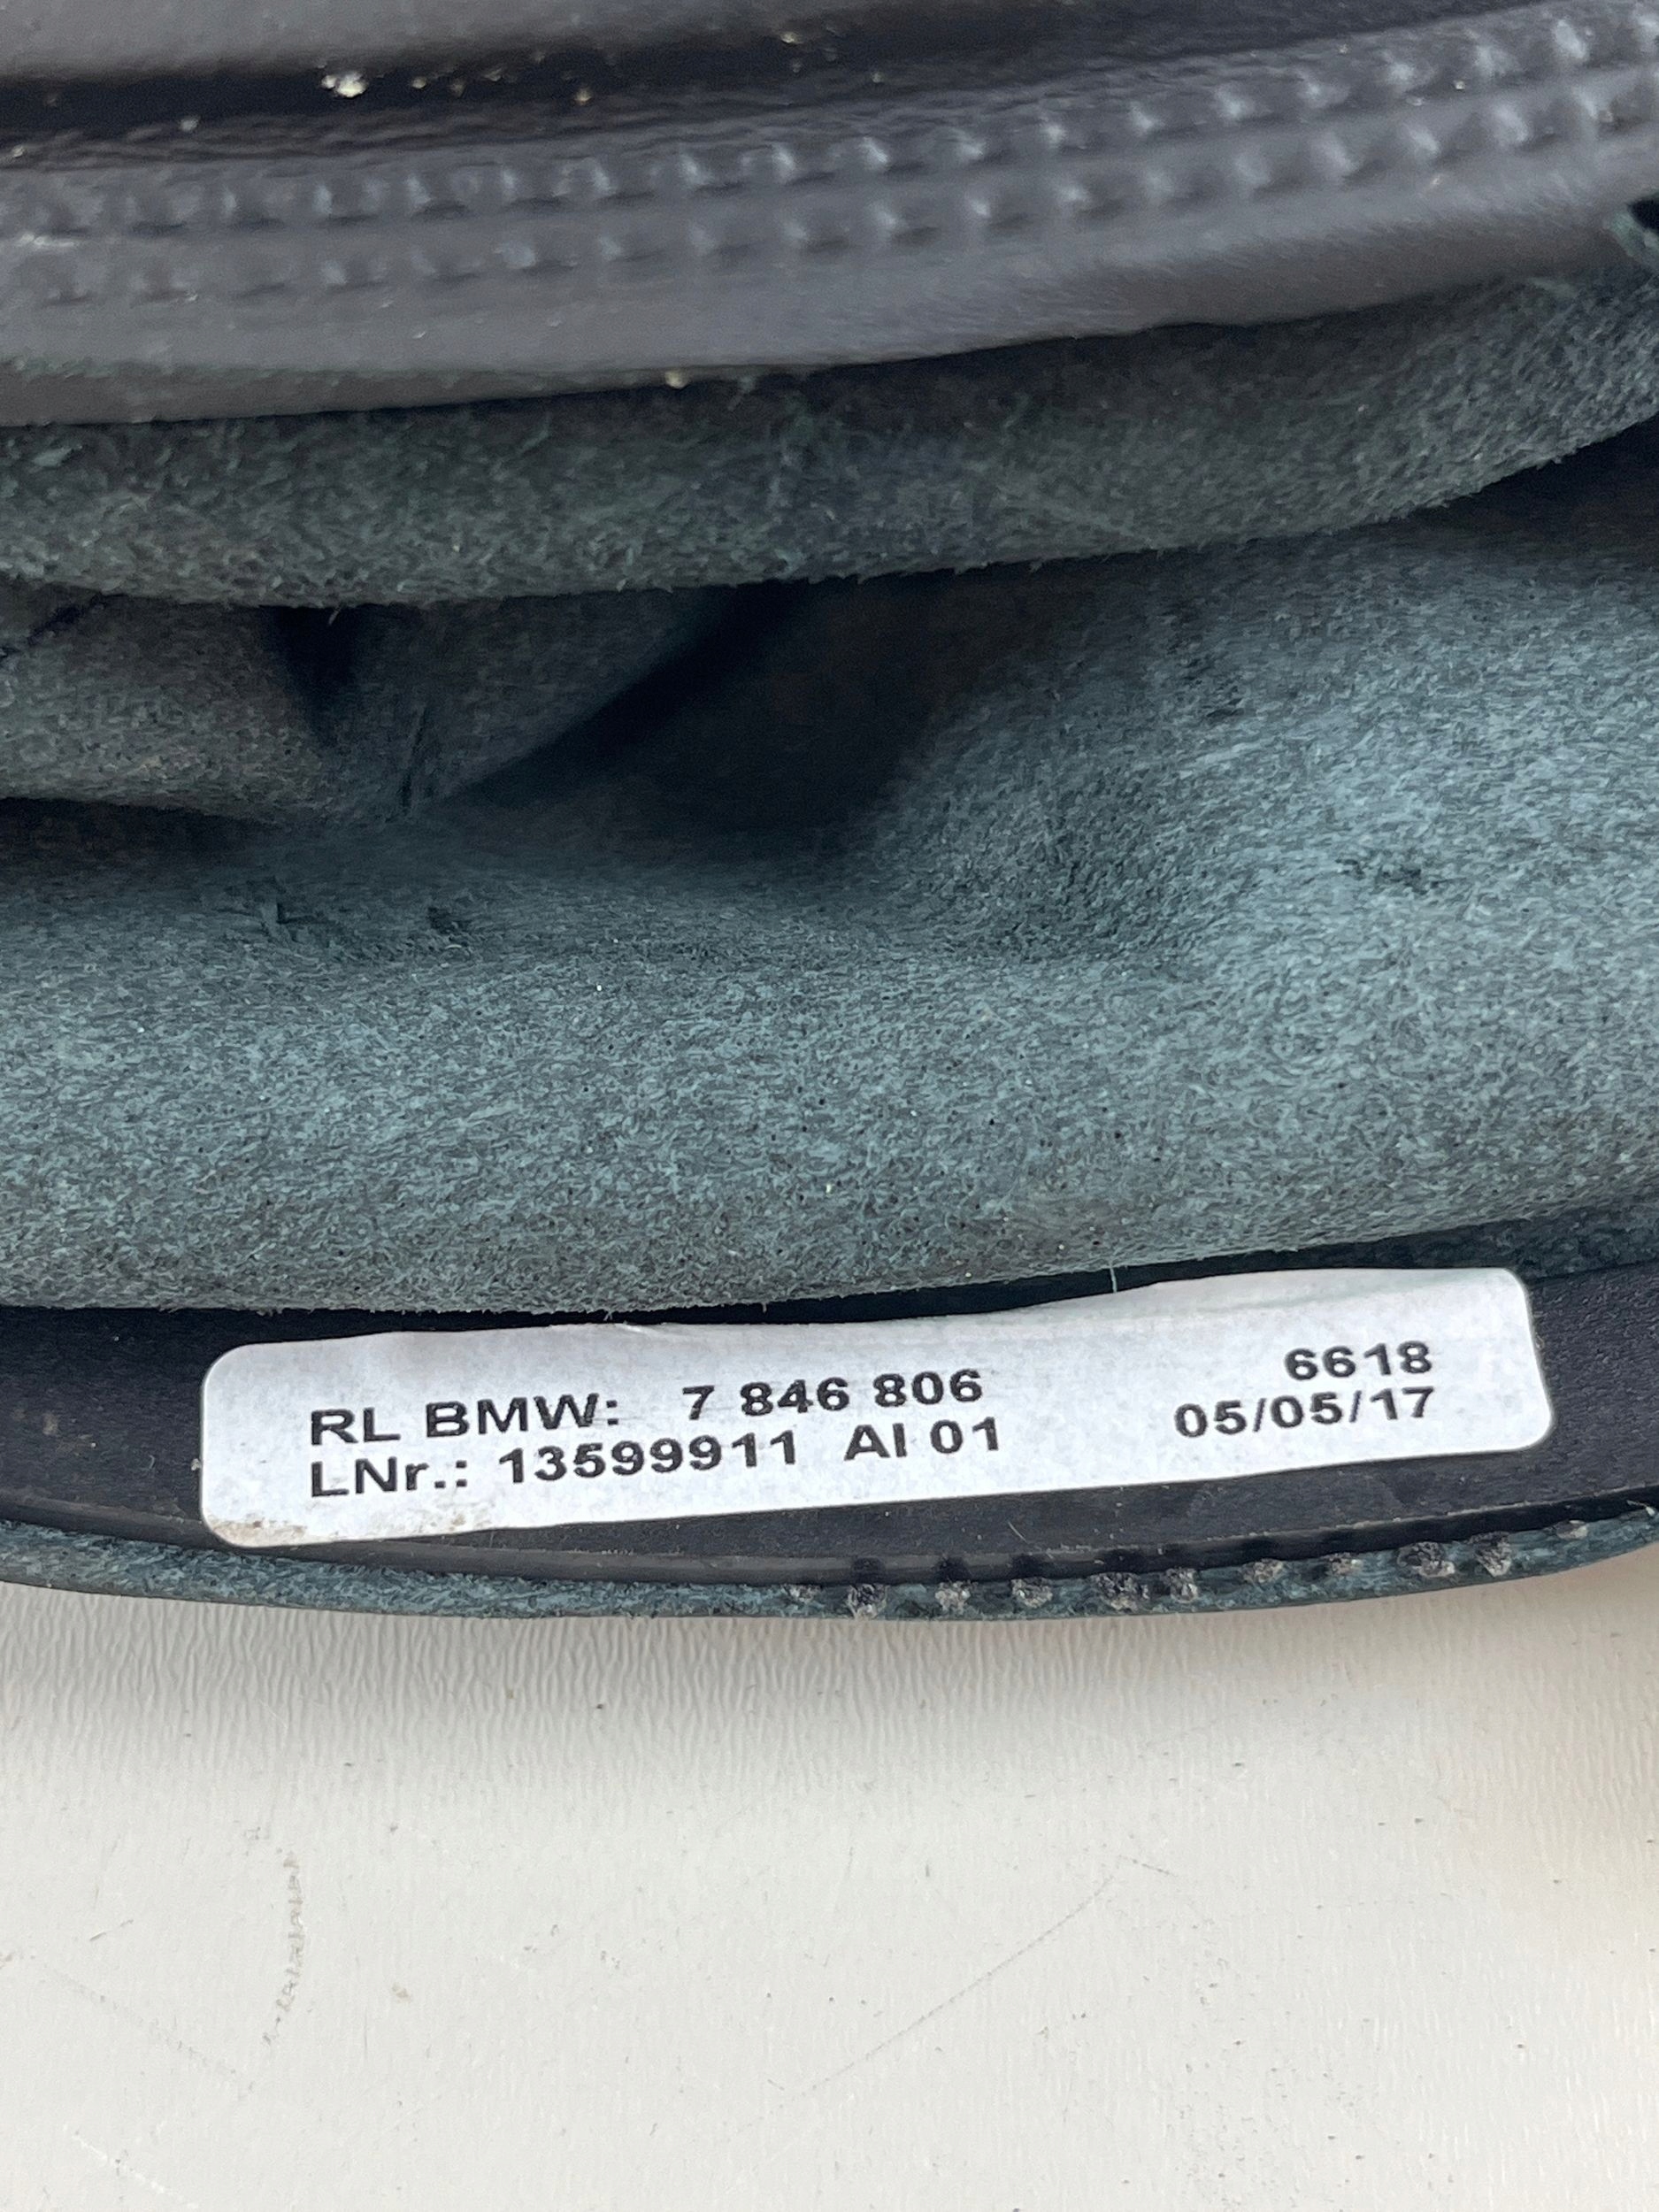 RL BMW: 7 846 806 6618
LNr.: 13599911 AI 01 05/05/17